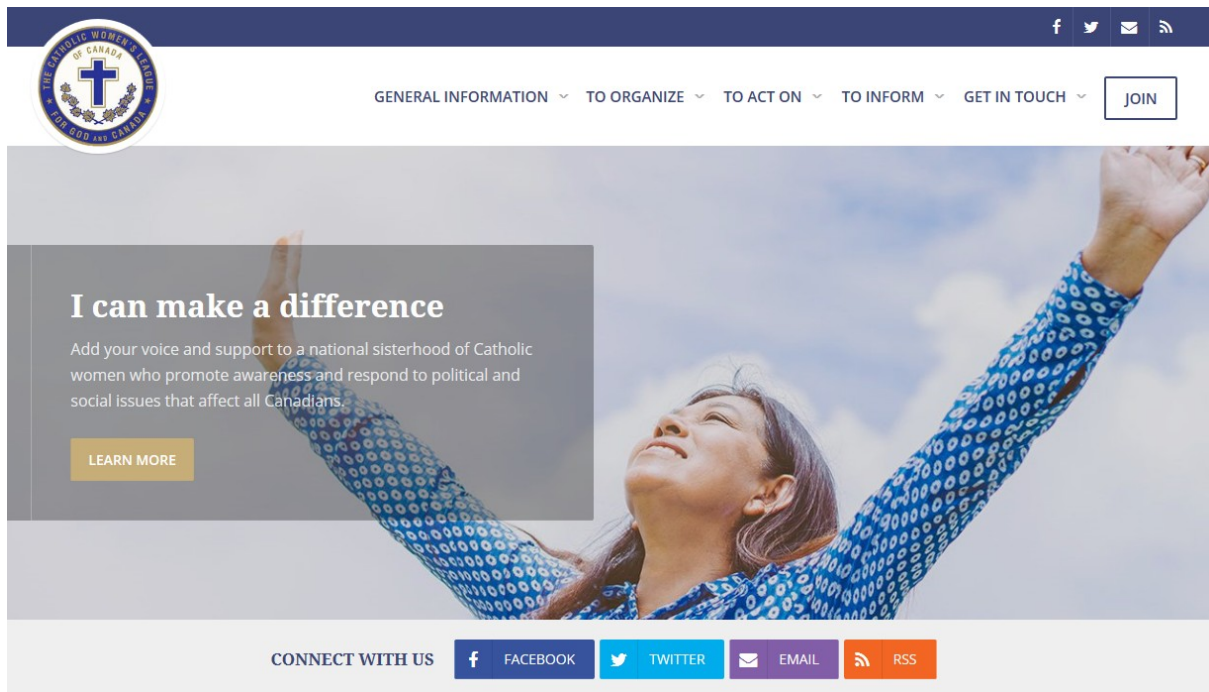 THE CATHOLIC WOMEN'S LEAGUE
OF CANADA
FOR GOD AND CANADA
GENERAL INFORMATION
TO ORGANIZE
TO ACT ON
TO INFORM
GET IN TOUCH
JOIN
I can make a difference
Add your voice and support to a national sisterhood of Catholic
women who promote awareness and respond to political and
social issues that affect all Canadians.
LEARN MORE
CONNECT WITH US
FACEBOOK
TWITTER
EMAIL
RSS